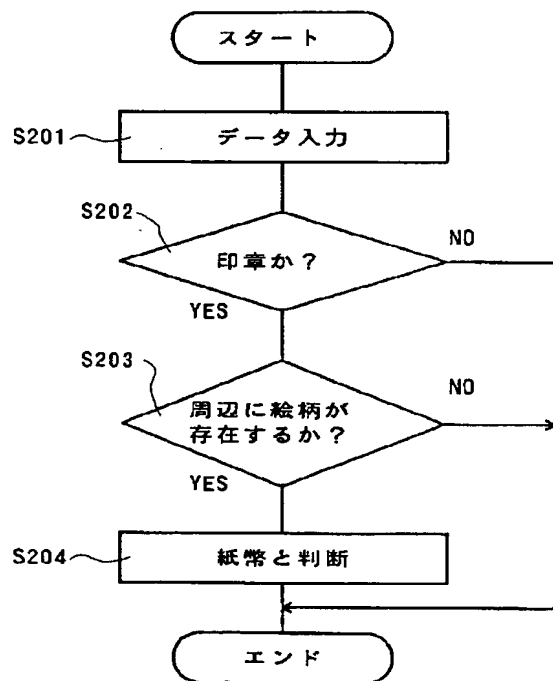 スタート
S201
データ入力
S202
印章か？
NO
YES
S203
周辺に絵柄が
存在するか？
NO
YES
S204
紙幣と判断
エンド